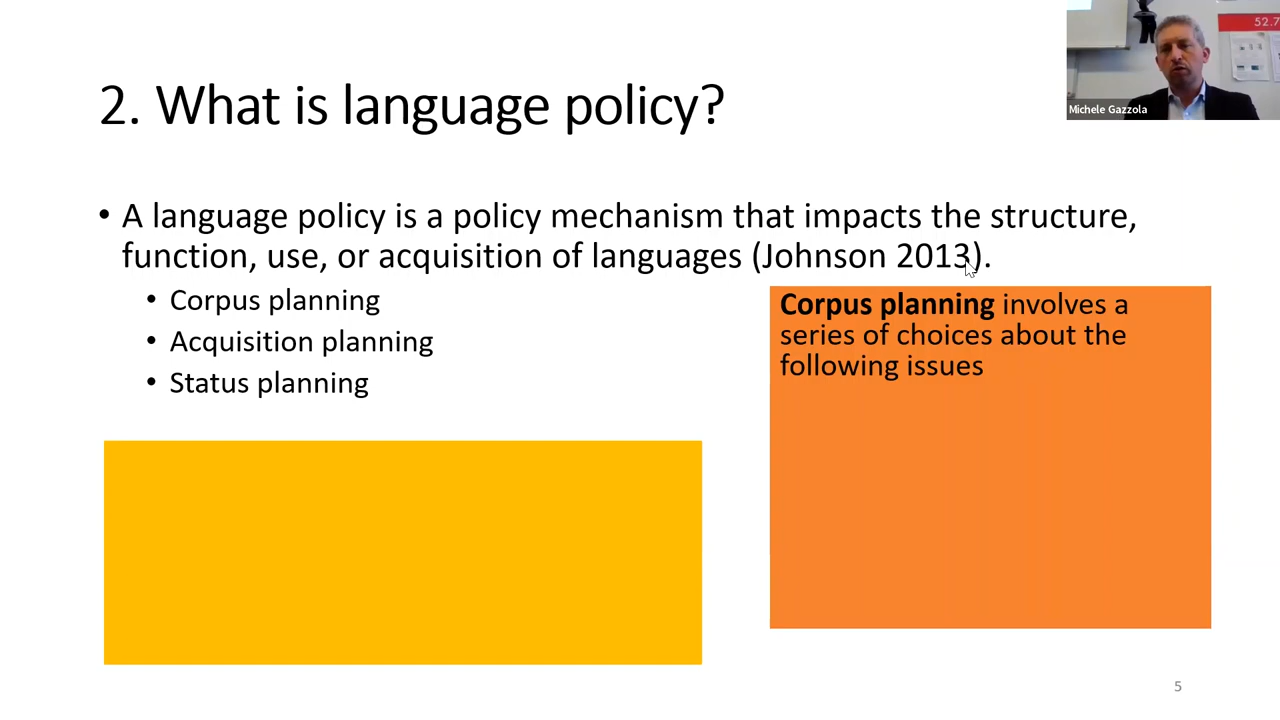 52.7
Michele Gazzola
2. What is language policy?
• A language policy is a policy mechanism that impacts the structure,
function, use, or acquisition of languages (Johnson 2013).
• Corpus planning
• Acquisition planning
• Status planning
Corpus planning involves a
series of choices about the
following issues
5